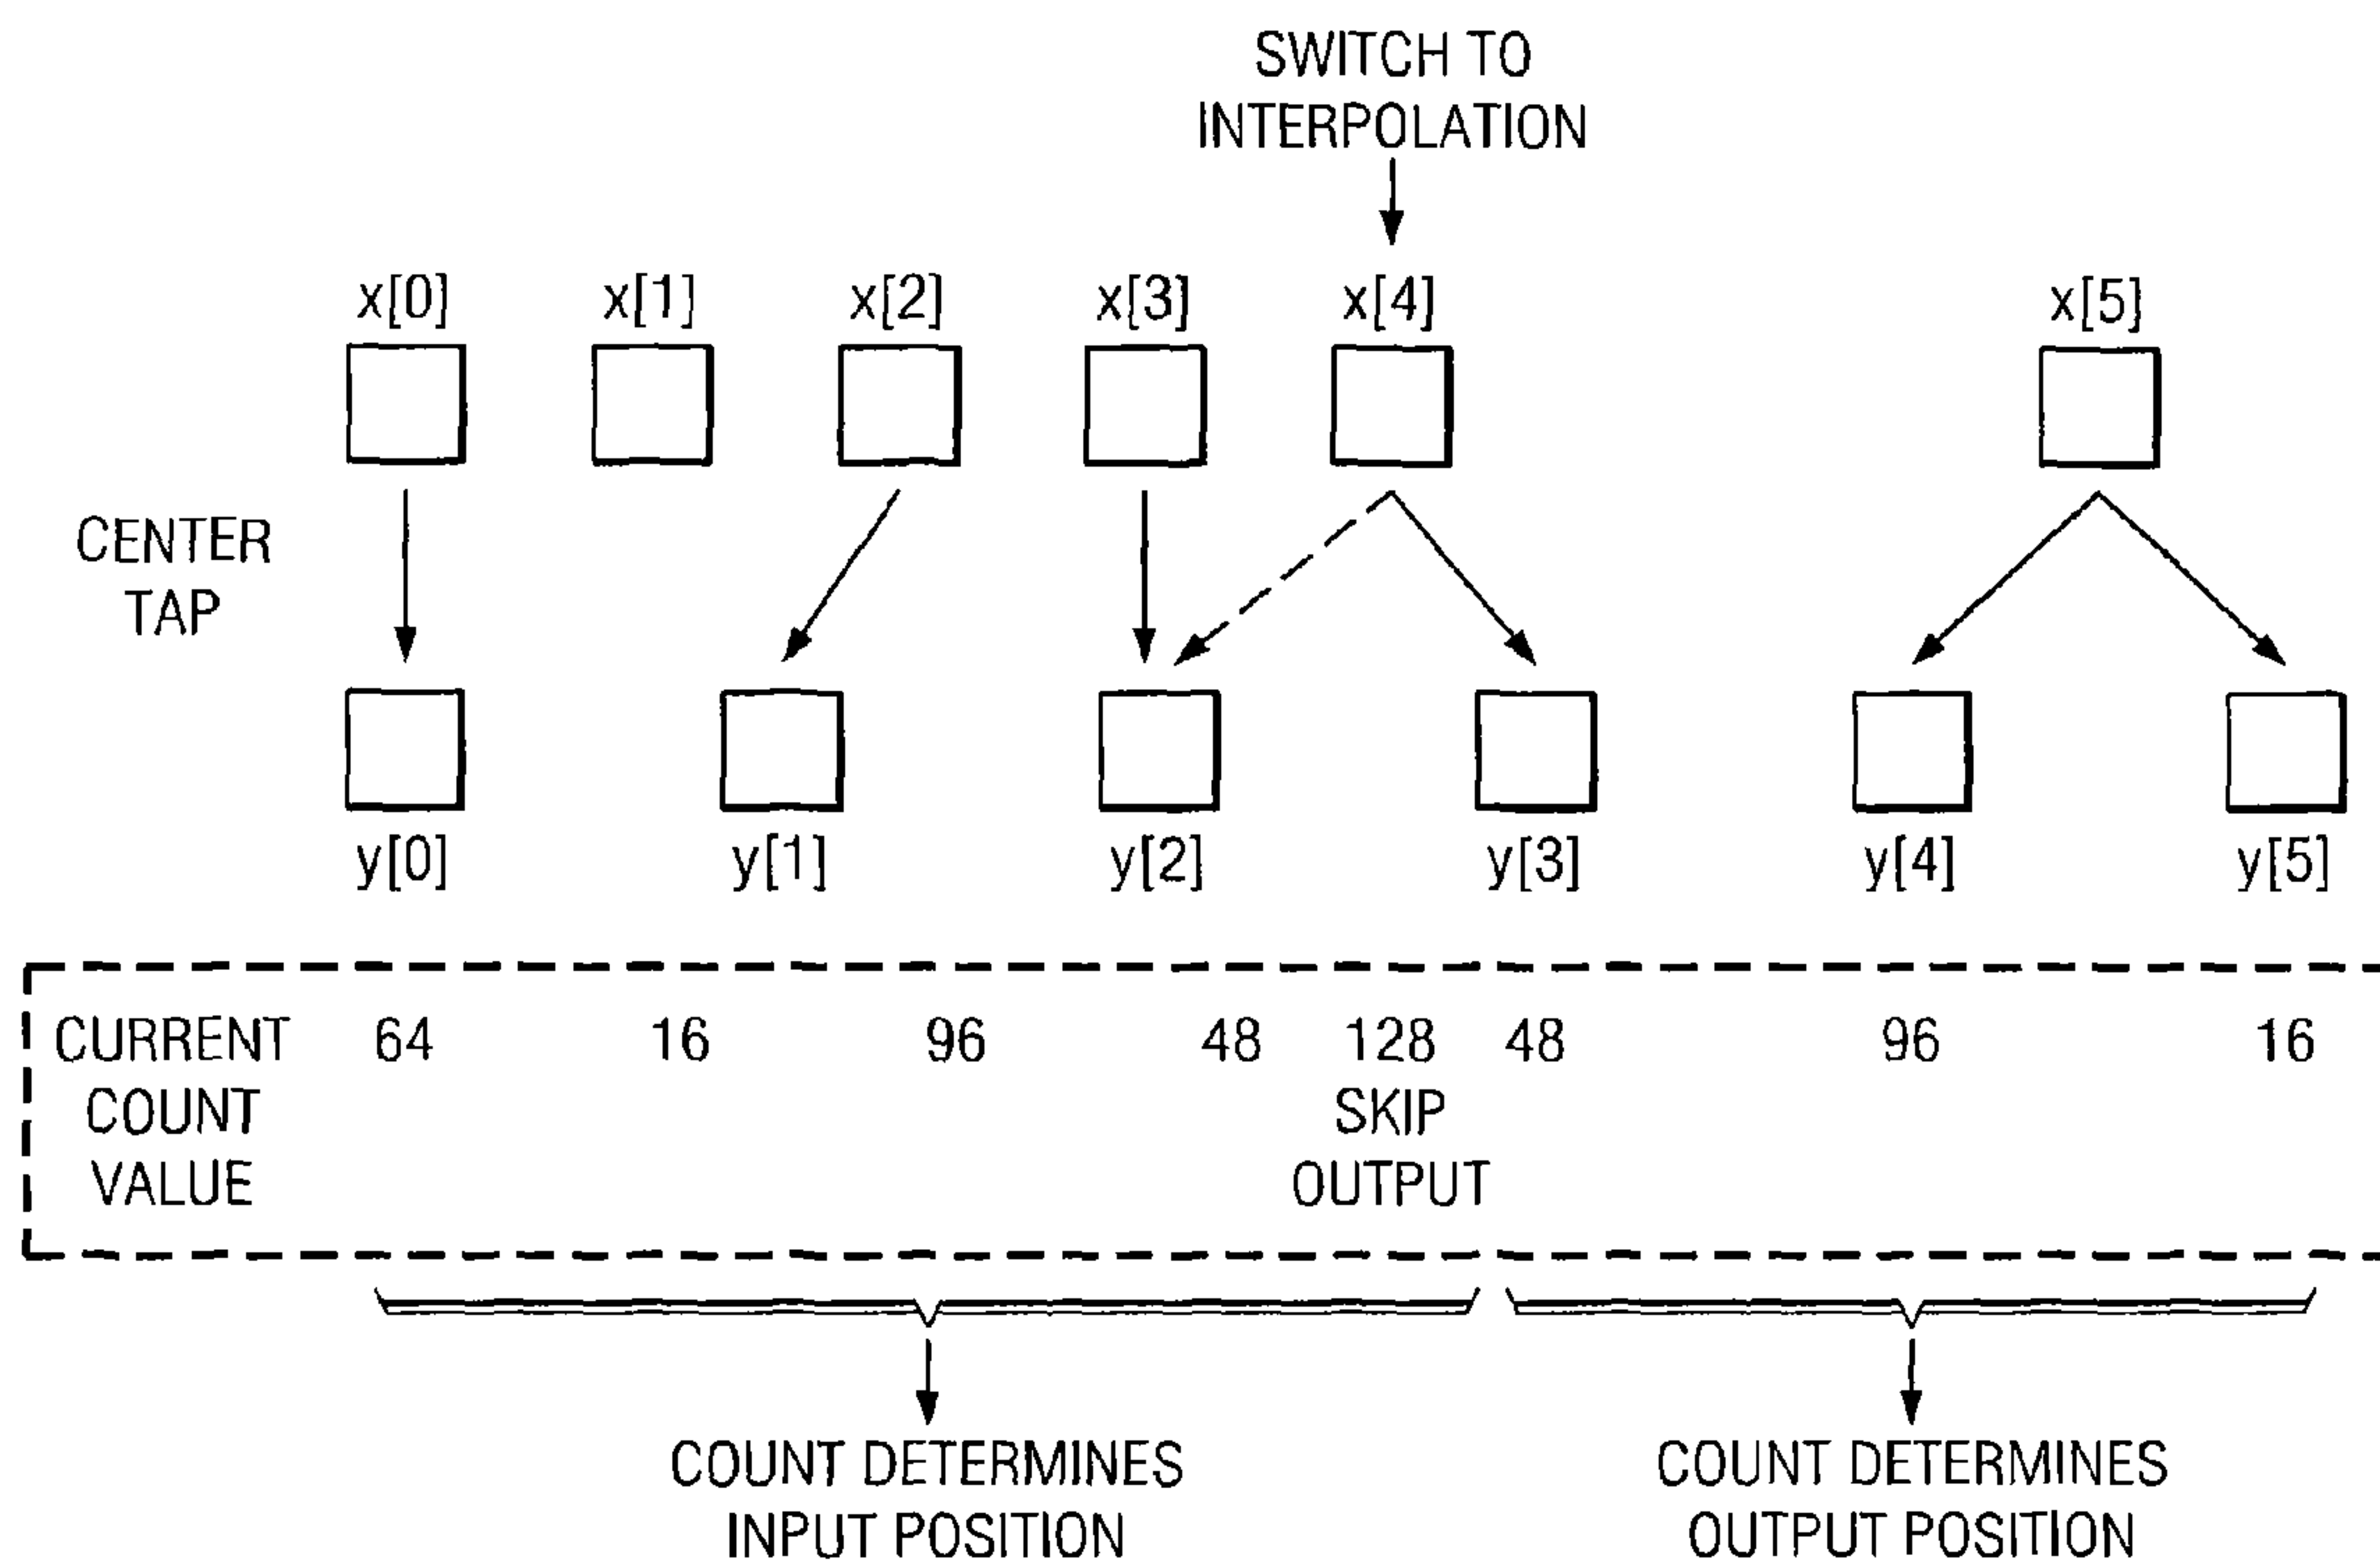 SWITCH TO
INTERPOLATION
x[0] x[1] x[2] x[3] x[4] x[5]
CENTER
TAP
y[0] y[1] y[2] y[3] y[4] y[5]
CURRENT 64 16 96 48 128 48 96 16
COUNT SKIP
VALUE OUTPUT
COUNT DETERMINES COUNT DETERMINES
INPUT POSITION OUTPUT POSITION